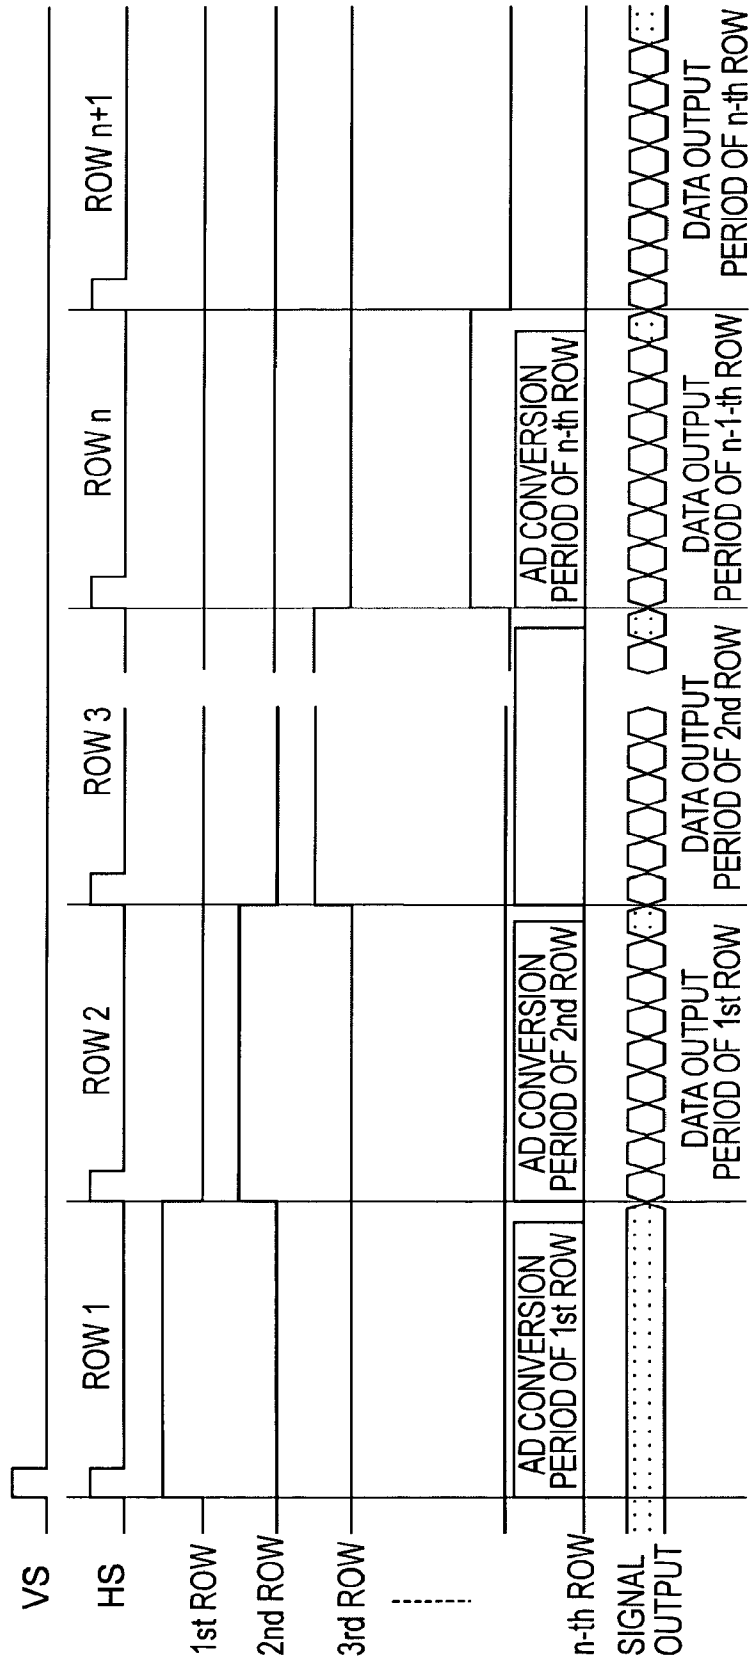 VS
HS
ROW 1
ROW 2
ROW 3
ROW n
ROW n+1
1st ROW
2nd ROW
3rd ROW
n-th ROW
AD CONVERSION
PERIOD OF 1st ROW
AD CONVERSION
PERIOD OF 2nd ROW
AD CONVERSION
PERIOD OF n-th ROW
SIGNAL
OUTPUT
DATA OUTPUT
PERIOD OF 1st ROW
DATA OUTPUT
PERIOD OF 2nd ROW
DATA OUTPUT
PERIOD OF n-1-th ROW
DATA OUTPUT
PERIOD OF n-th ROW